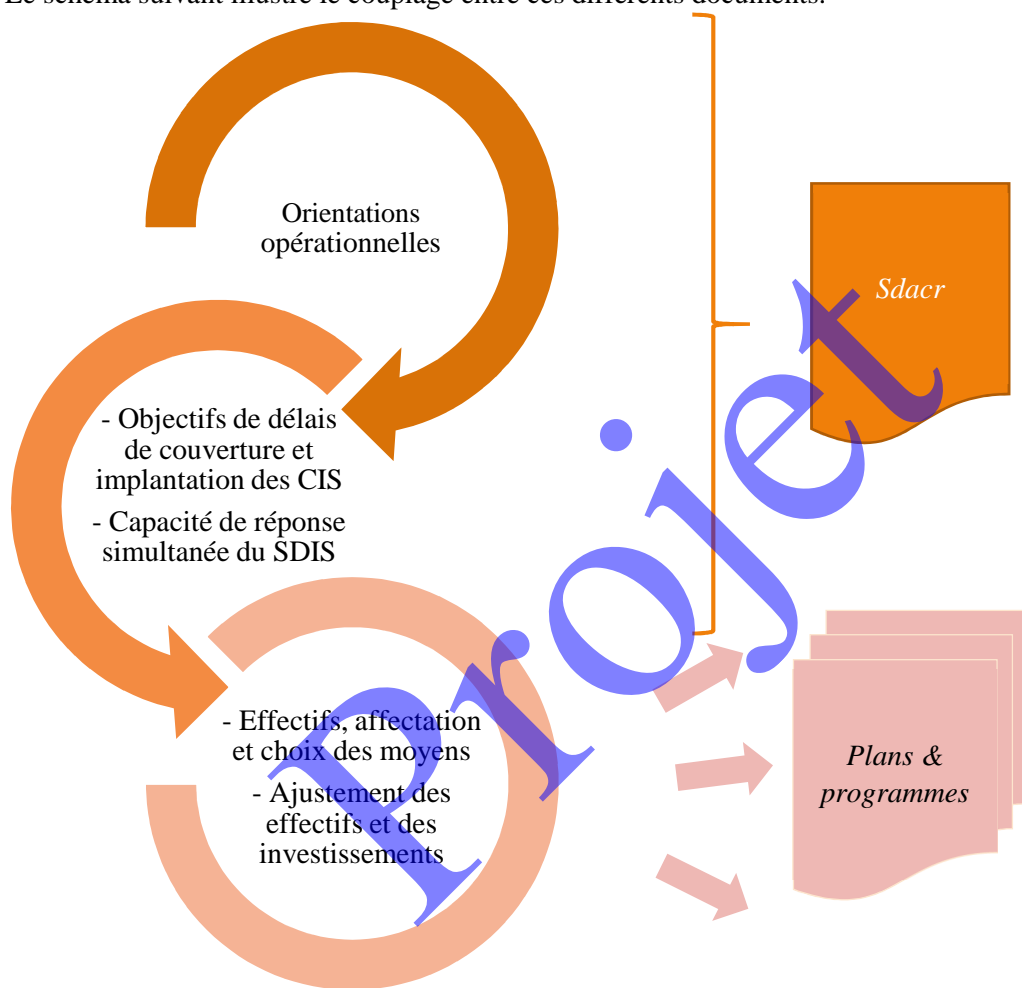 Le schéma suivant illustre le couplage entre ces différents documents.
Orientations
opérationnelles
- Objectifs de délais
de couverture et
implantation des CIS
- Capacité de réponse
simultanée du SDIS
- Effectifs, affectation
et choix des moyens
- Ajustement des
effectifs et des
investissements
Sdacr
Plans &
programmes
Projet